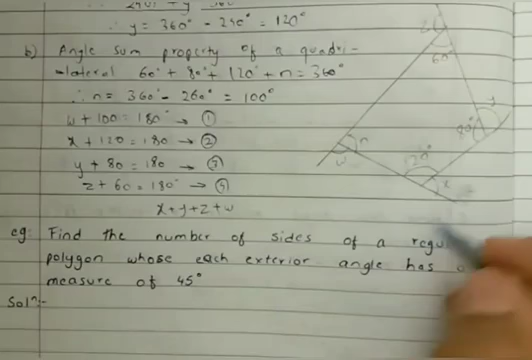 ∴ y = 360° - 240° = 120°
b) Angle sum property of a quadri-
-lateral 60° + 80° + 120° + n = 360°
∴ n = 360° - 260° = 100°
w + 100 = 180° → ①
x + 120 = 180 → ②
y + 80 = 180 → ③
z + 60 = 180° → ④
x + y + z + w
z
60°
y
80°
n
w
120°
x
eg: Find the number of sides of a regu
polygon whose each exterior angle has a
measure of 45°
Solⁿ:-